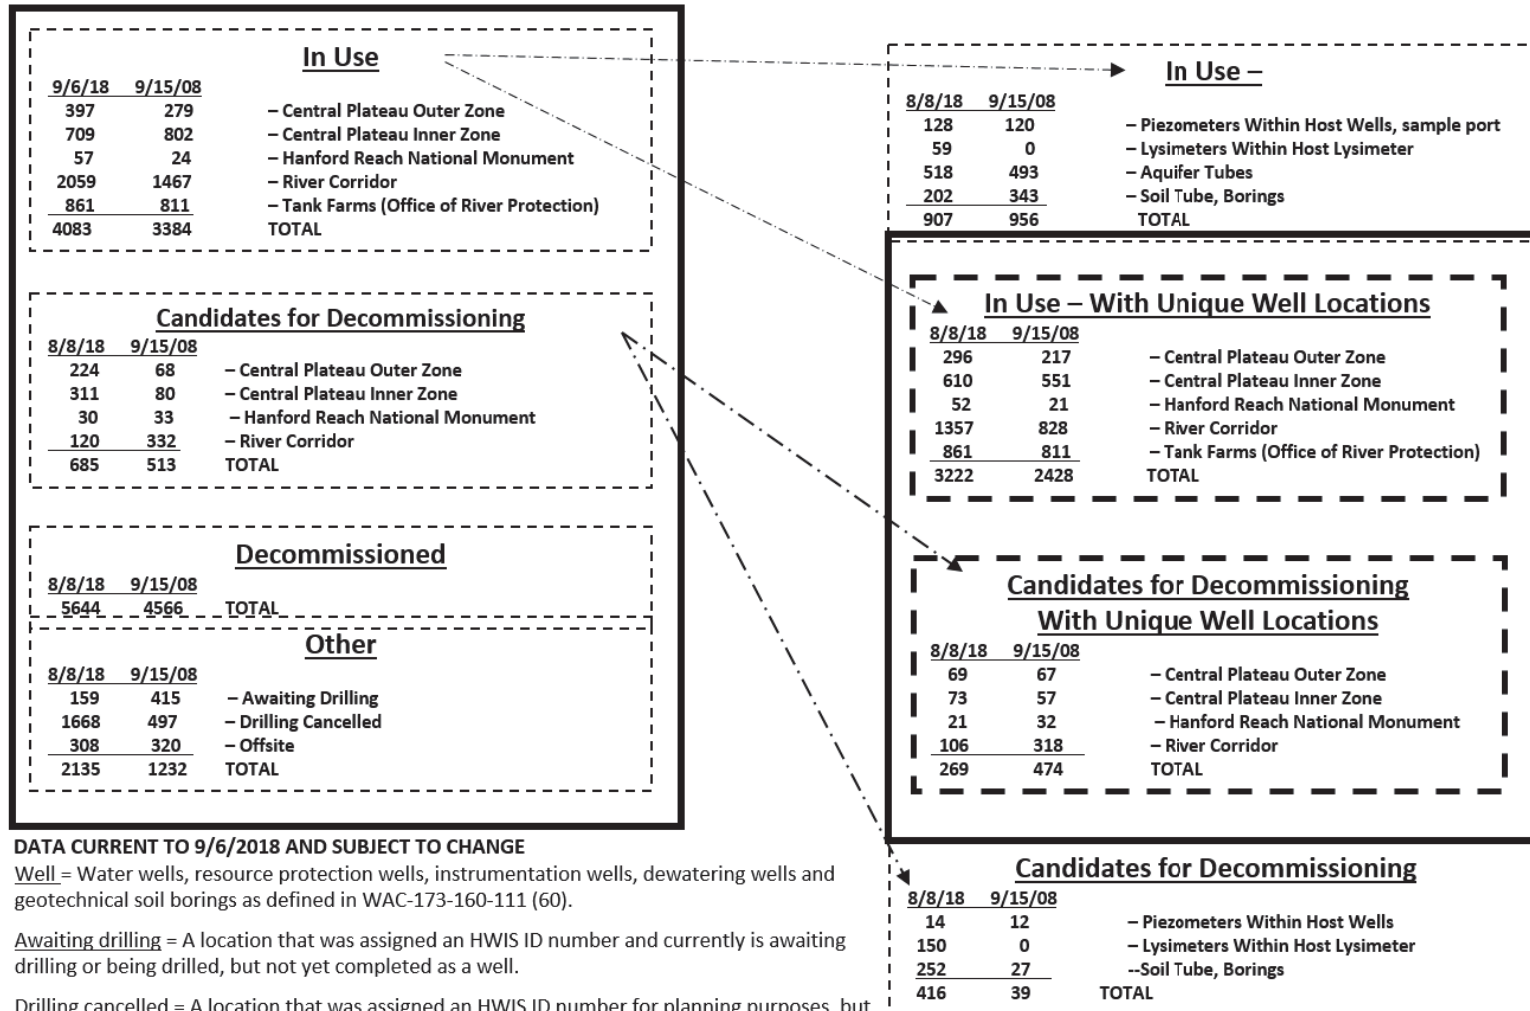 In Use
9/6/18 9/15/08
397 279 – Central Plateau Outer Zone
709 802 – Central Plateau Inner Zone
57 24 – Hanford Reach National Monument
2059 1467 – River Corridor
861 811 – Tank Farms (Office of River Protection)
4083 3384 TOTAL
Candidates for Decommissioning
8/8/18 9/15/08
224 68 – Central Plateau Outer Zone
311 80 – Central Plateau Inner Zone
30 33 – Hanford Reach National Monument
120 332 – River Corridor
685 513 TOTAL
Decommissioned
8/8/18 9/15/08
5644 4566 TOTAL
Other
8/8/18 9/15/08
159 415 – Awaiting Drilling
1668 497 – Drilling Cancelled
308 320 – Offsite
2135 1232 TOTAL
DATA CURRENT TO 9/6/2018 AND SUBJECT TO CHANGE
Well = Water wells, resource protection wells, instrumentation wells, dewatering wells and
geotechnical soil borings as defined in WAC-173-160-111 (60).
Awaiting drilling = A location that was assigned an HWIS ID number and currently is awaiting
drilling or being drilled, but not yet completed as a well.
Drilling cancelled = A location that was assigned an HWIS ID number for planning purposes, but
In Use –
8/8/18 9/15/08
128 120 – Piezometers Within Host Wells, sample port
59 0 – Lysimeters Within Host Lysimeter
518 493 – Aquifer Tubes
202 343 – Soil Tube, Borings
907 956 TOTAL
In Use – With Unique Well Locations
8/8/18 9/15/08
296 217 – Central Plateau Outer Zone
610 551 – Central Plateau Inner Zone
52 21 – Hanford Reach National Monument
1357 828 – River Corridor
861 811 – Tank Farms (Office of River Protection)
3222 2428 TOTAL
Candidates for Decommissioning
With Unique Well Locations
8/8/18 9/15/08
69 67 – Central Plateau Outer Zone
73 57 – Central Plateau Inner Zone
21 32 – Hanford Reach National Monument
106 318 – River Corridor
269 474 TOTAL
Candidates for Decommissioning
8/8/18 9/15/08
14 12 – Piezometers Within Host Wells
150 0 – Lysimeters Within Host Lysimeter
252 27 --Soil Tube, Borings
416 39 TOTAL